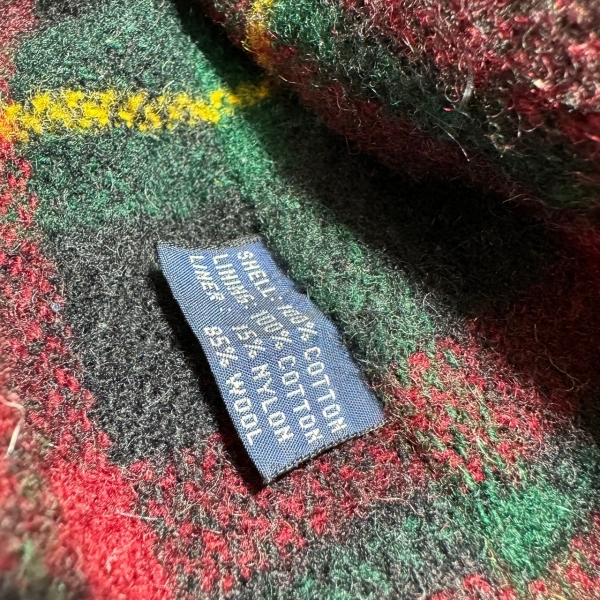 SHELL: 100% COTTON
LINING: 100% COTTON
LINER: 15% NYLON
85% WOOL